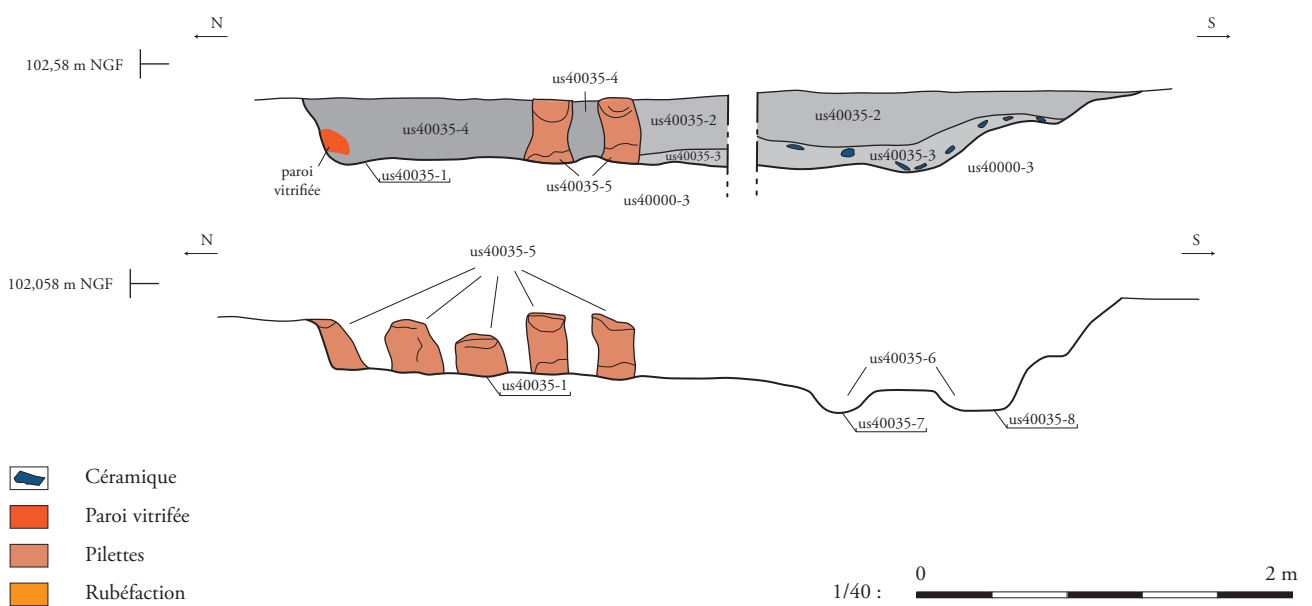 N
S
102,58 m NGF
us40035-4
us40035-4
us40035-2
us40035-2
us40035-3
us40035-3
paroi
vitrifiée
us40035-1
us40035-5
us40000-3
us40000-3
N
S
us40035-5
102,058 m NGF
us40035-6
us40035-1
us40035-7
us40035-8
Céramique
Paroi vitrifée
Pilettes
Rubéfaction
1/40 :
0
2 m